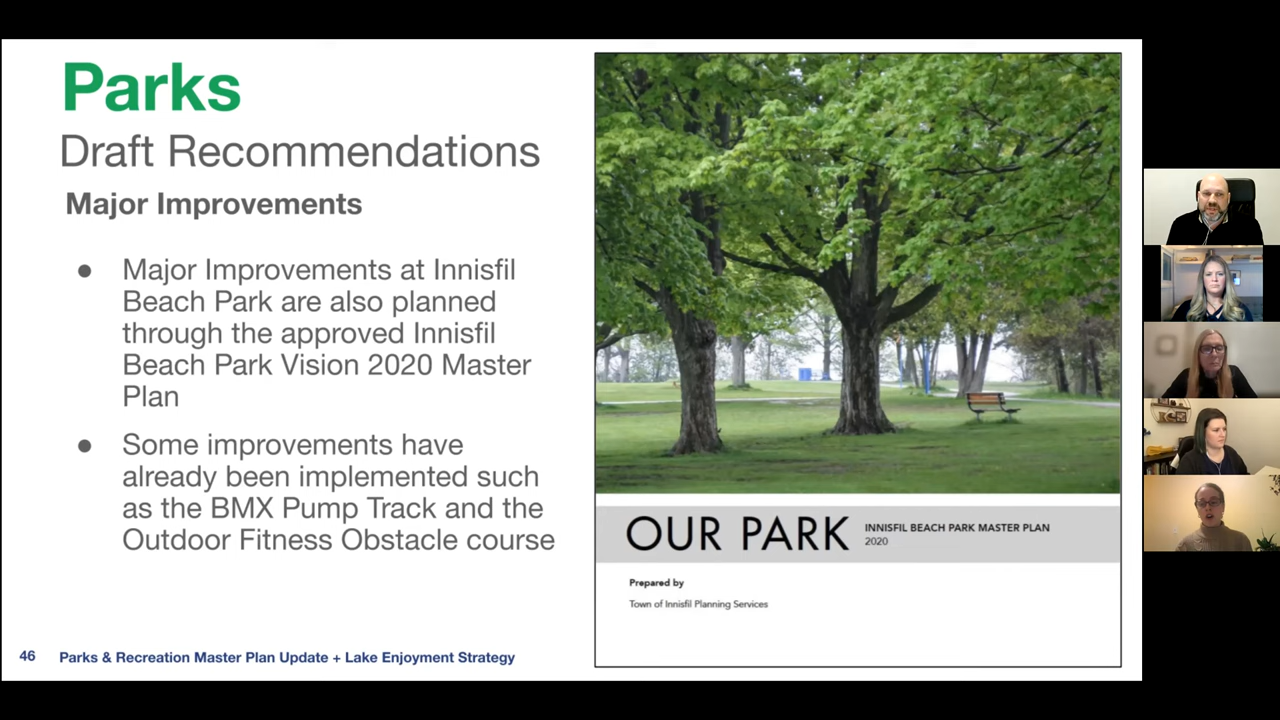 Parks
Draft Recommendations
Major Improvements
● Major Improvements at Innisfil
Beach Park are also planned
through the approved Innisfil
Beach Park Vision 2020 Master
Plan
● Some improvements have
already been implemented such
as the BMX Pump Track and the
Outdoor Fitness Obstacle course
OUR PARK
INNISFIL BEACH PARK MASTER PLAN
2020
Prepared by
Town of Innisfil Planning Services
46 Parks & Recreation Master Plan Update + Lake Enjoyment Strategy